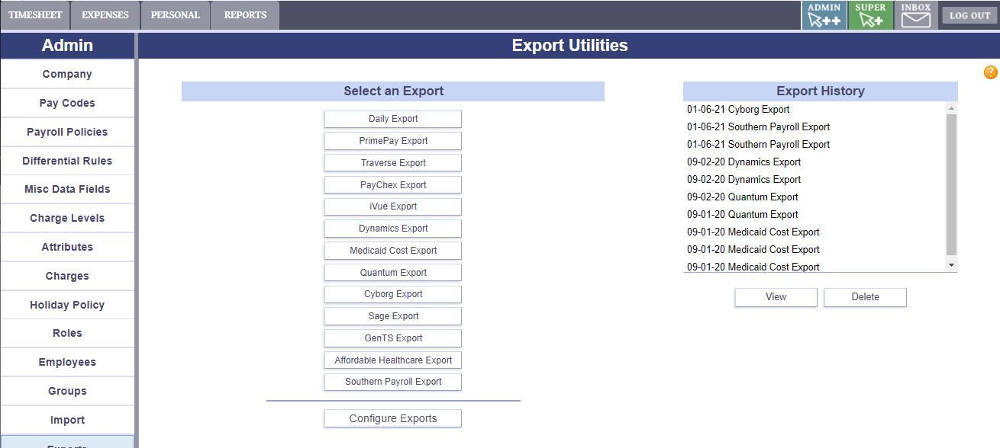 TIMESHEET
EXPENSES
PERSONAL
REPORTS
ADMIN
++
SUPER
+
INBOX
LOG OUT
Admin
Export Utilities
?
Company
Pay Codes
Payroll Policies
Differential Rules
Misc Data Fields
Charge Levels
Attributes
Charges
Holiday Policy
Roles
Employees
Groups
Import
Exports
Select an Export
Daily Export
PrimePay Export
Traverse Export
PayChex Export
iVue Export
Dynamics Export
Medicaid Cost Export
Quantum Export
Cyborg Export
Sage Export
GenTS Export
Affordable Healthcare Export
Southern Payroll Export
Configure Exports
Export History
01-06-21 Cyborg Export
01-06-21 Southern Payroll Export
01-06-21 Southern Payroll Export
09-02-20 Dynamics Export
09-02-20 Dynamics Export
09-02-20 Quantum Export
09-01-20 Quantum Export
09-01-20 Medicaid Cost Export
09-01-20 Medicaid Cost Export
09-01-20 Medicaid Cost Export
View
Delete